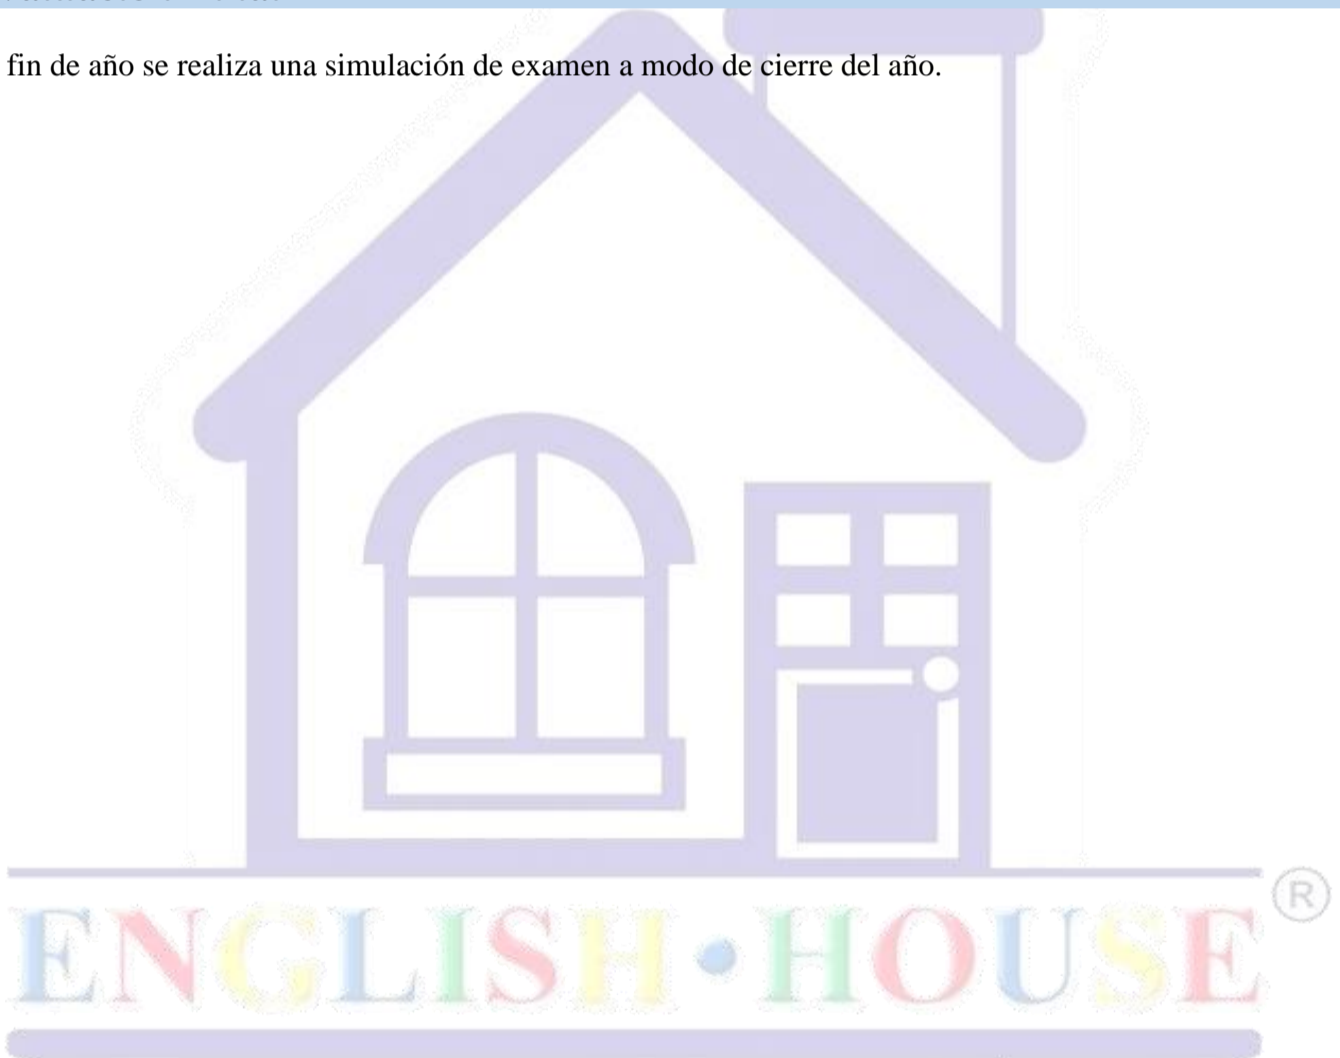 fin de año se realiza una simulación de examen a modo de cierre del año.
ENGLISH•HOUSE ®